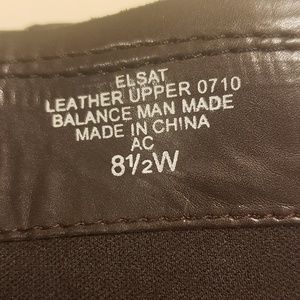 ELSAT
LEATHER UPPER 0710
BALANCE MAN MADE
MADE IN CHINA
AC
8½W